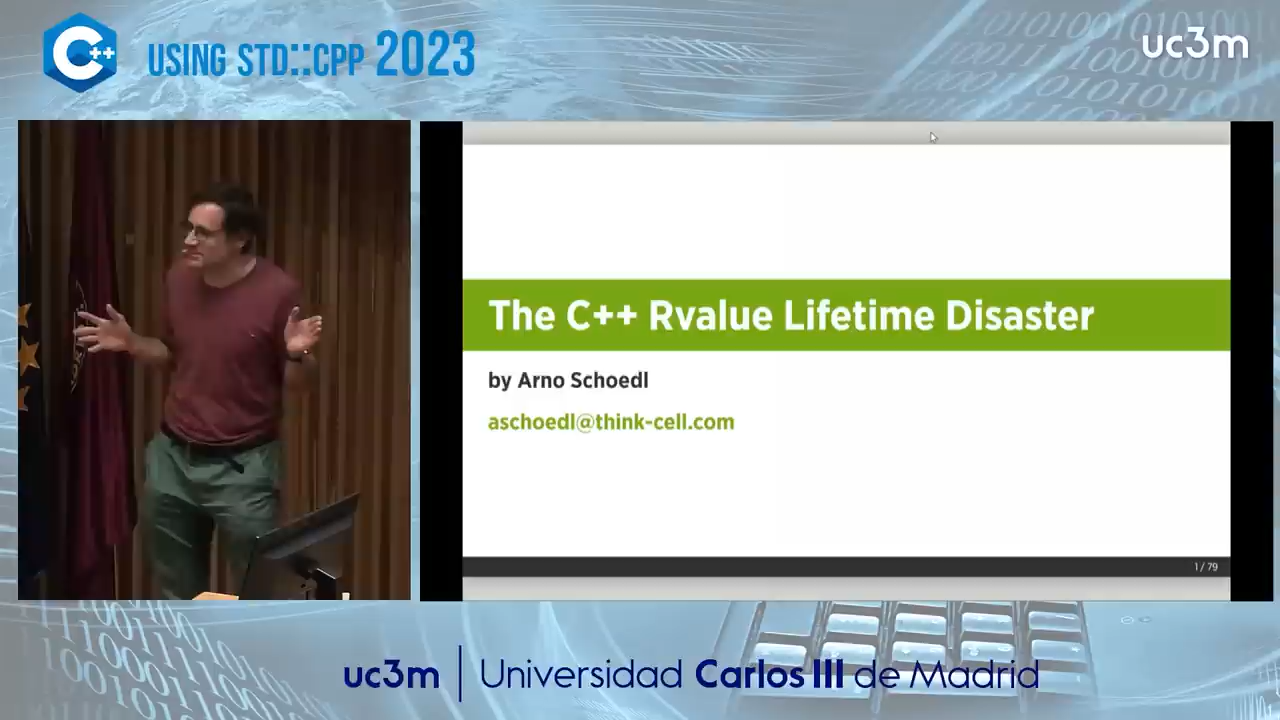 C++
USING STD::CPP 2023
uc3m
The C++ Rvalue Lifetime Disaster
by Arno Schoedl
aschoedl@think-cell.com
1 / 79
uc3m | Universidad Carlos III de Madrid